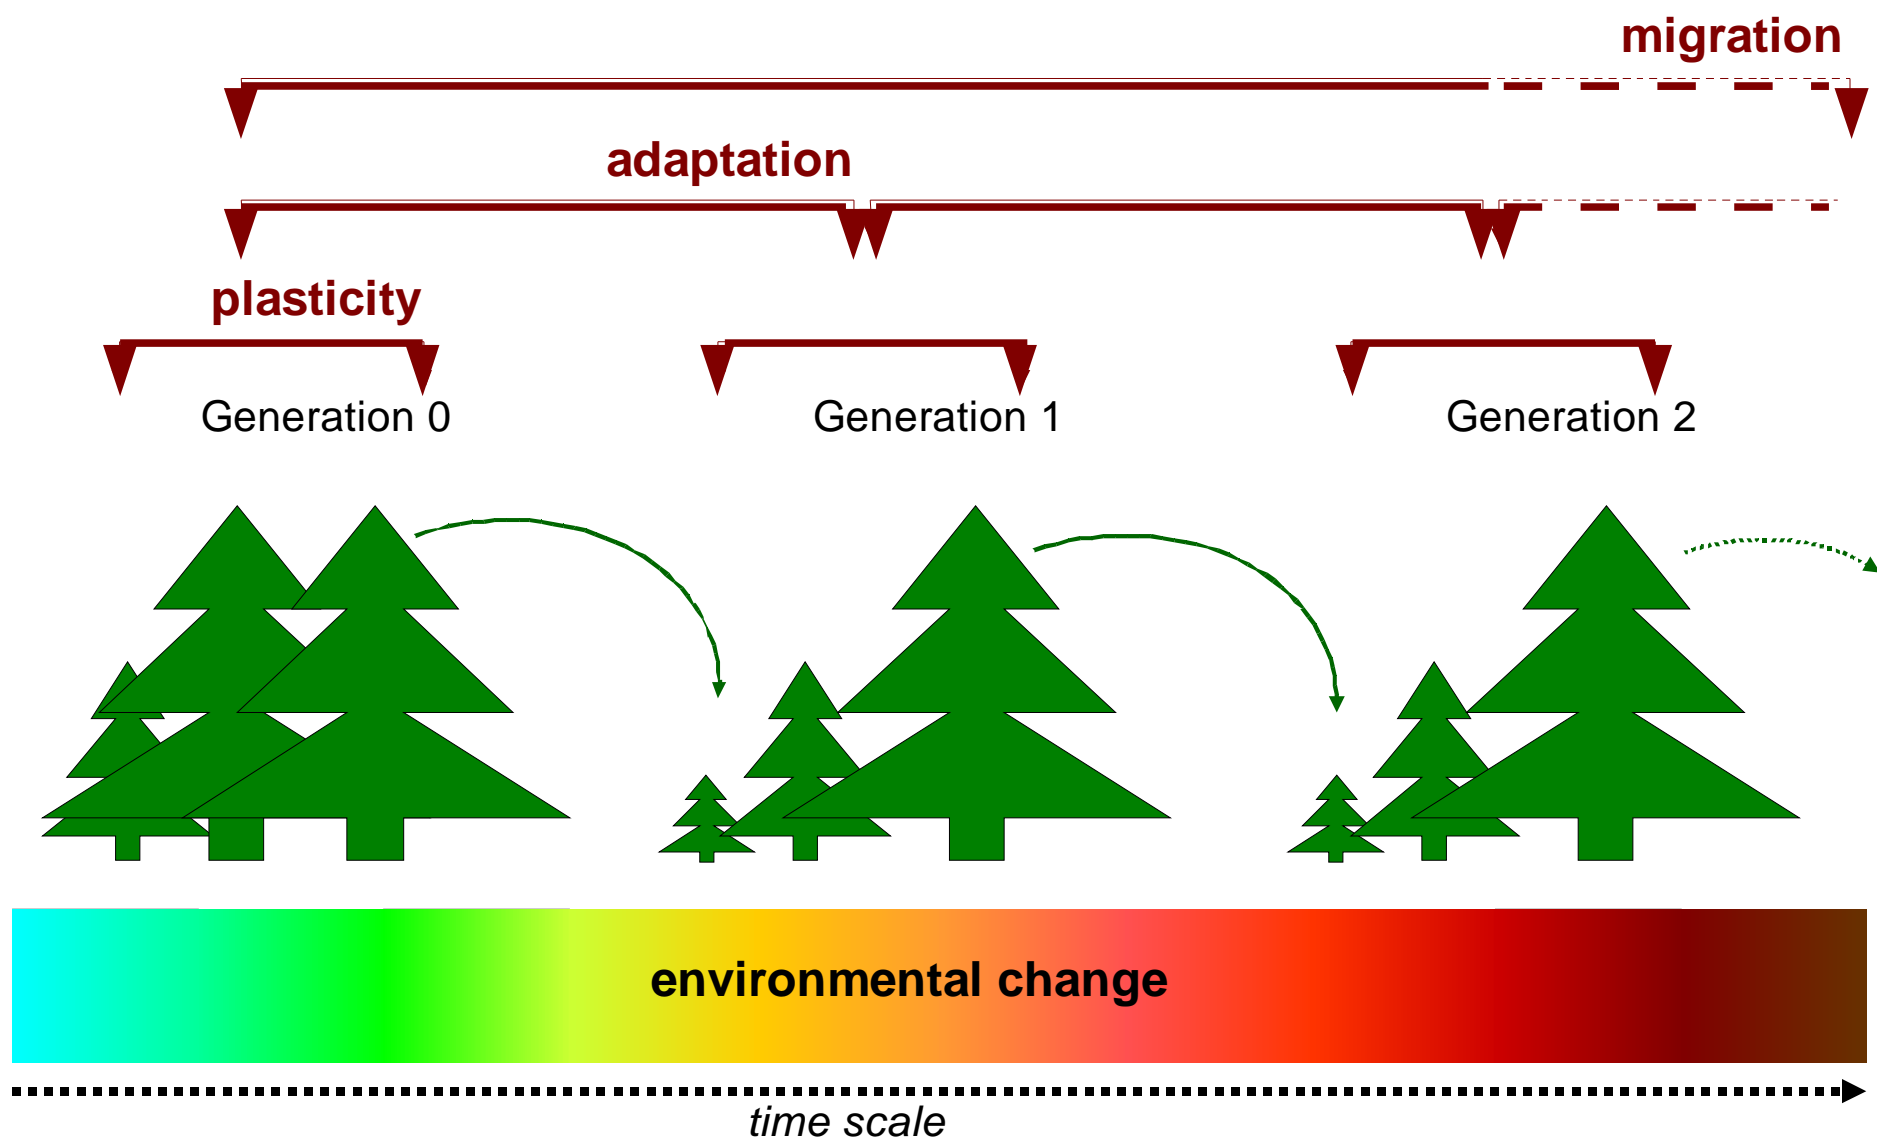 migration
adaptation
plasticity
Generation 0
Generation 1
Generation 2
environmental change
time scale